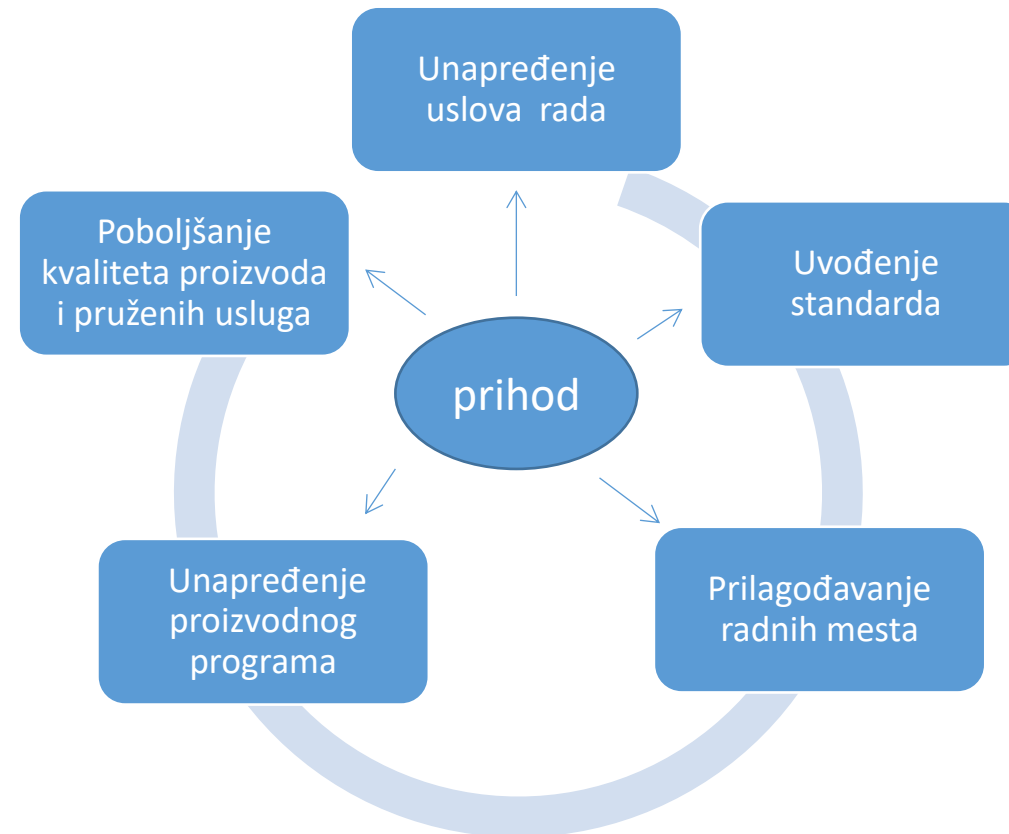 Unapređenje
uslova rada
Poboljšanje
kvaliteta proizvoda
i pruženih usluga
Uvođenje
standarda
prihod
Unapređenje
proizvodnog
programa
Prilagođavanje
radnih mesta